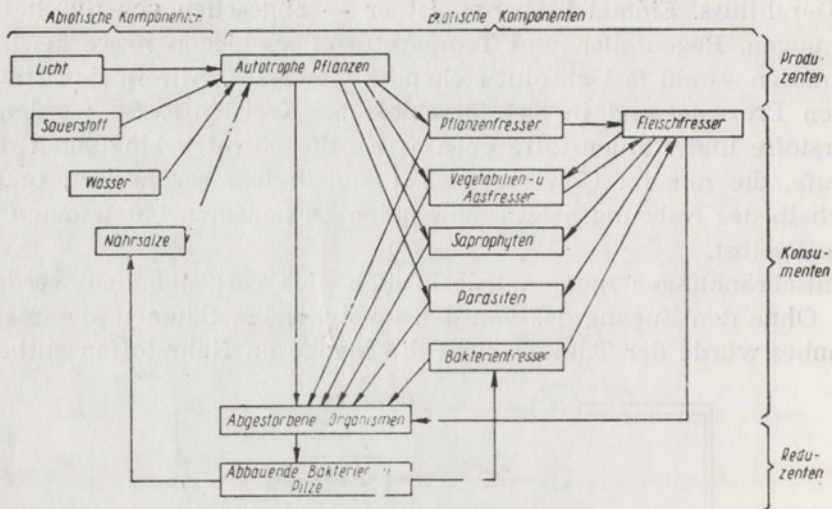 Abiotische Komponente
Biotische Komponenten
Licht
Autotrophe Pflanzen
Produ-
zenten
Sauerstoff
Pflanzenfresser
Fleischfresser
Wasser
Vegetabilien- u
Aasfresser
Nährsalze
Saprophyten
Konsu-
menten
Parasiten
Bakterienfresser
Abgestorbene Organismen
Abbauende Bakterien
Pilze
Redu-
zenten